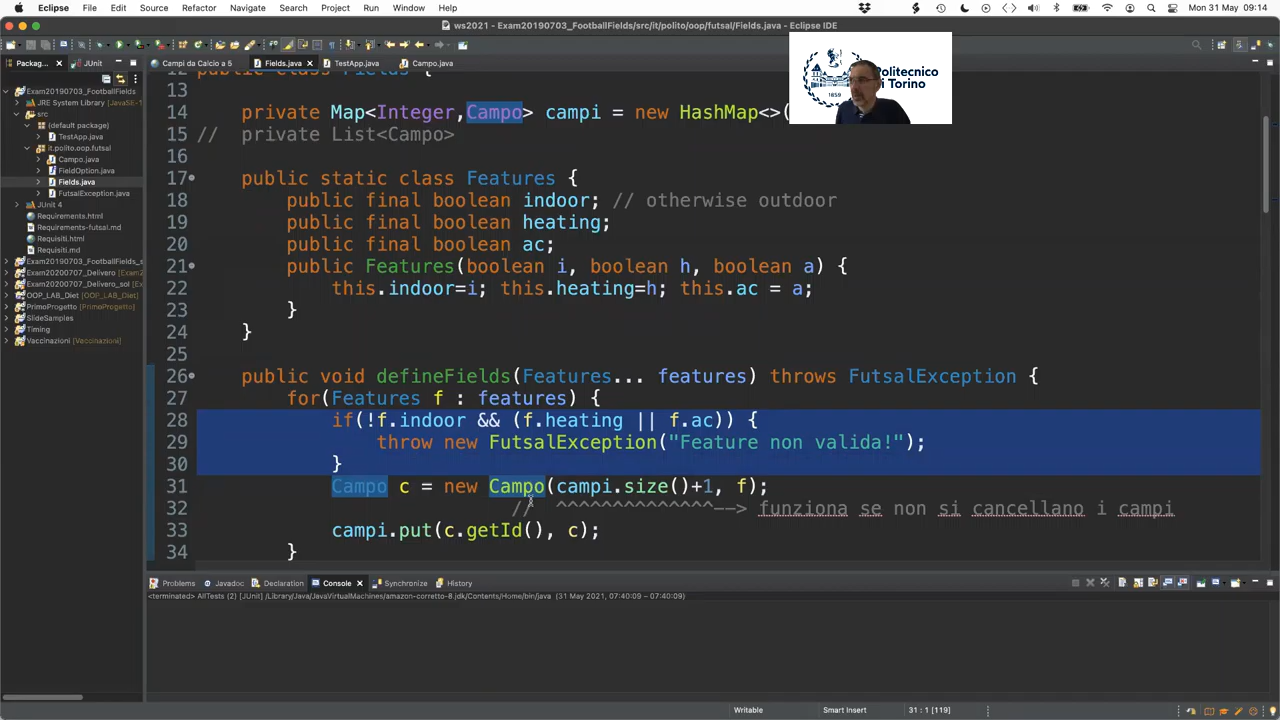 Eclipse File Edit Source Refactor Navigate Search Project Run Window Help Mon 31 May 09:14
ws2021 - Exam20190703_FootballFields/src/it/polito/oop/futsal/Fields.java - Eclipse IDE
Packag... JUnit Campi da Calcio a 5 Fields.java TestApp.java Campo.java
Politecnico
di Torino
1859
Exam20190703_FootballFields
JRE System Library [JavaSE-1
src
(default package)
TestApp.java
it.polito.oop.futsal
Campo.java
FieldOption.java
Fields.java
FutsalException.java
JUnit 4
Requirements.html
Requirements-futsal.md
Requisiti.html
Requisiti.md
Exam20190703_FootballFields_s
Exam20200707_Delivero [Exam
Exam20200707_Delivero_sol [
OOP_LAB_Diet [OOP_LAB_Diet]
PrimoProgetto [PrimoProgetto]
SlideSamples
Timing
Vaccinazioni [Vaccinazioni]
12 public class Fields {
13
14 private Map<Integer,Campo> campi = new HashMap<>(
15 // private List<Campo>
16
17 public static class Features {
18 public final boolean indoor; // otherwise outdoor
19 public final boolean heating;
20 public final boolean ac;
21 public Features(boolean i, boolean h, boolean a) {
22 this.indoor=i; this.heating=h; this.ac = a;
23 }
24 }
25
26 public void defineFields(Features... features) throws FutsalException {
27 for(Features f : features) {
28 if(!f.indoor && (f.heating || f.ac)) {
29 throw new FutsalException("Feature non valida!");
30 }
31 Campo c = new Campo(campi.size()+1, f);
32 // ^^^^^^^^^^^^^^--> funziona se non si cancellano i campi
33 campi.put(c.getId(), c);
34 }
Problems Javadoc Declaration Console Synchronize History
<terminated> AllTests (2) [JUnit] /Library/Java/JavaVirtualMachines/amazon-corretto-8.jdk/Contents/Home/bin/java (31 May 2021, 07:40:09 – 07:40:09)
Writable Smart Insert 31 : 1 [119]